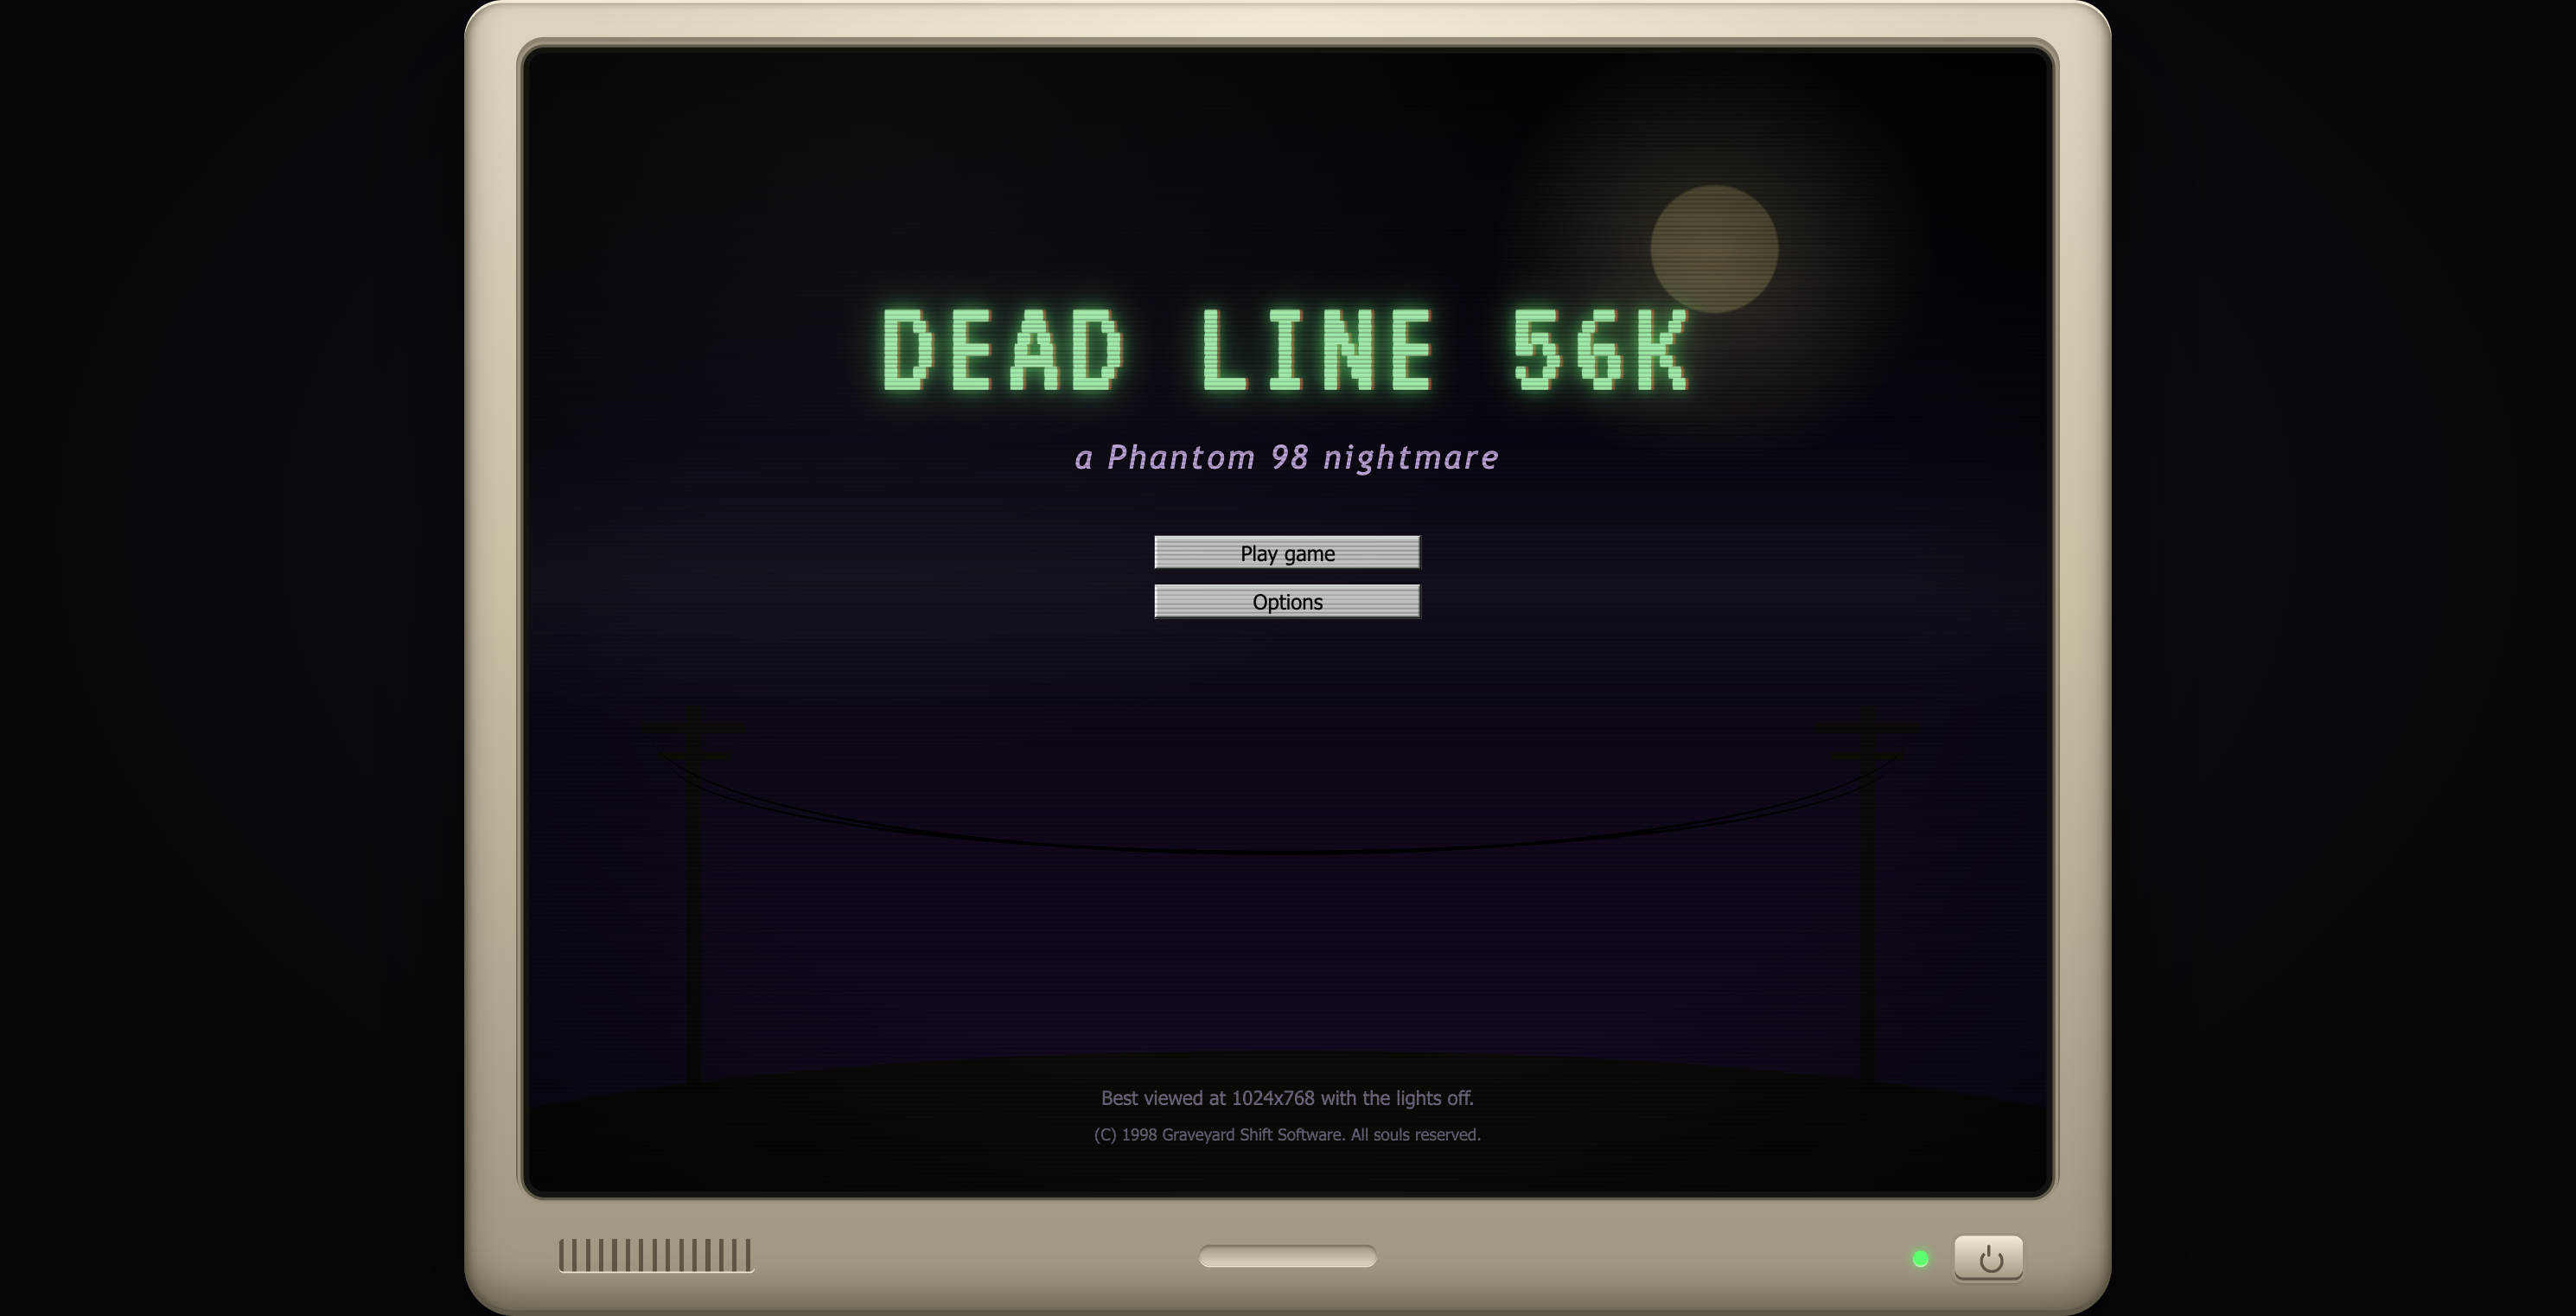 DEAD LINE 56K
a Phantom 98 nightmare
Play game
Options
Best viewed at 1024x768 with the lights off.
(C) 1998 Graveyard Shift Software. All souls reserved.